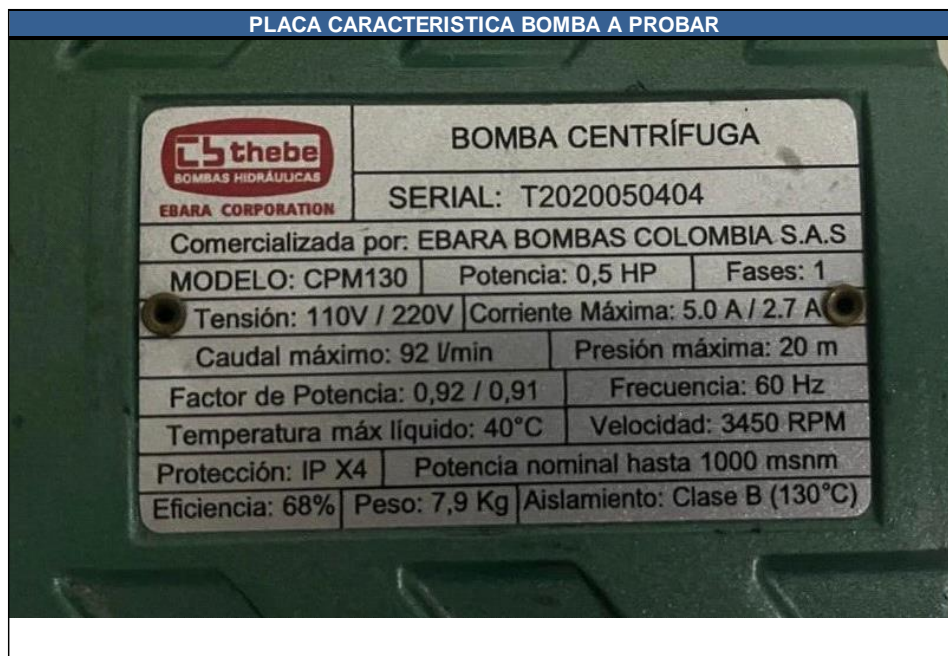 PLACA CARACTERISTICA BOMBA A PROBAR
thebe
BOMBAS HIDRÁULICAS
EBARA CORPORATION
BOMBA CENTRÍFUGA
SERIAL: T2020050404
Comercializada por: EBARA BOMBAS COLOMBIA S.A.S
MODELO: CPM130 Potencia: 0,5 HP Fases: 1
Tensión: 110V / 220V Corriente Máxima: 5.0 A / 2.7 A
Caudal máximo: 92 l/min Presión máxima: 20 m
Factor de Potencia: 0,92 / 0,91 Frecuencia: 60 Hz
Temperatura máx líquido: 40°C Velocidad: 3450 RPM
Protección: IP X4 Potencia nominal hasta 1000 msnm
Eficiencia: 68% Peso: 7,9 Kg Aislamiento: Clase B (130°C)